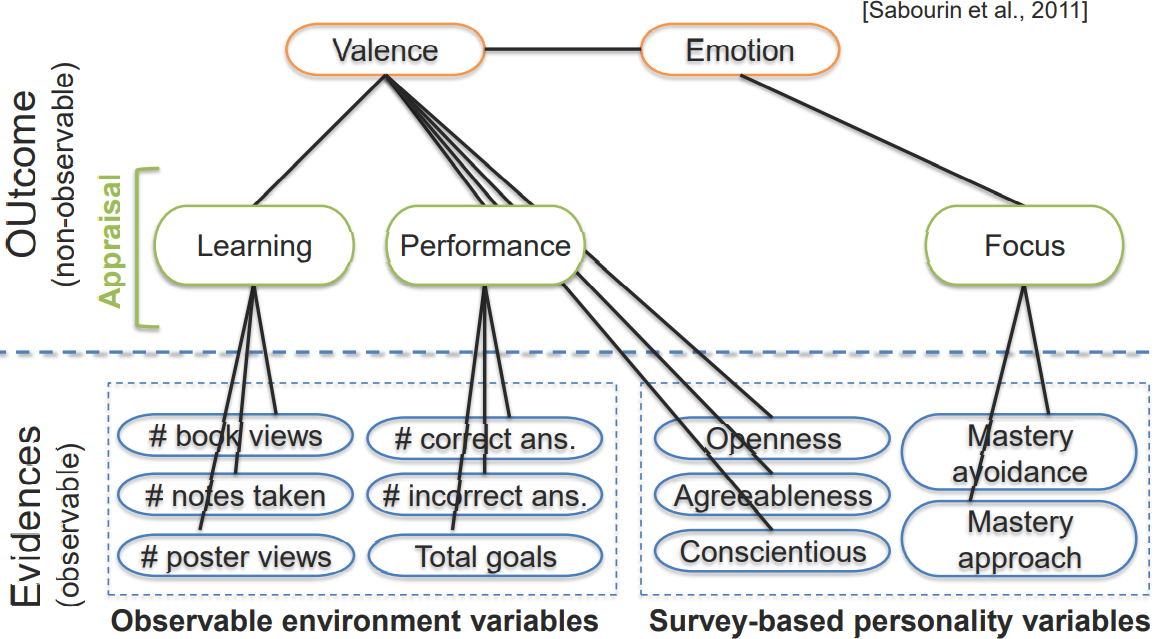 [Sabourin et al., 2011]
Valence
Emotion
OUtcome
(non-observable)
Appraisal
Learning
Performance
Focus
Evidences
(observable)
# book views
# notes taken
# poster views
# correct ans.
# incorrect ans.
Total goals
Openness
Agreeableness
Conscientious
Mastery
avoidance
Mastery
approach
Observable environment variables
Survey-based personality variables